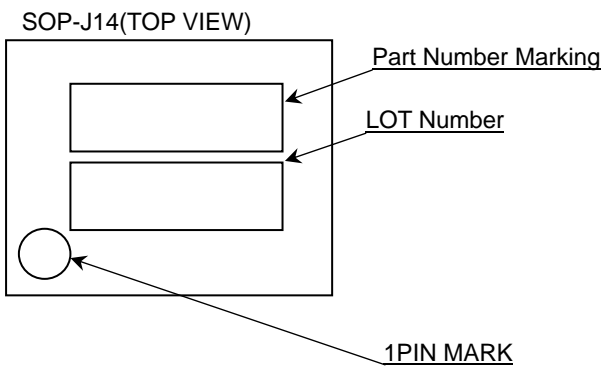 SOP-J14(TOP VIEW)
Part Number Marking
LOT Number
1PIN MARK